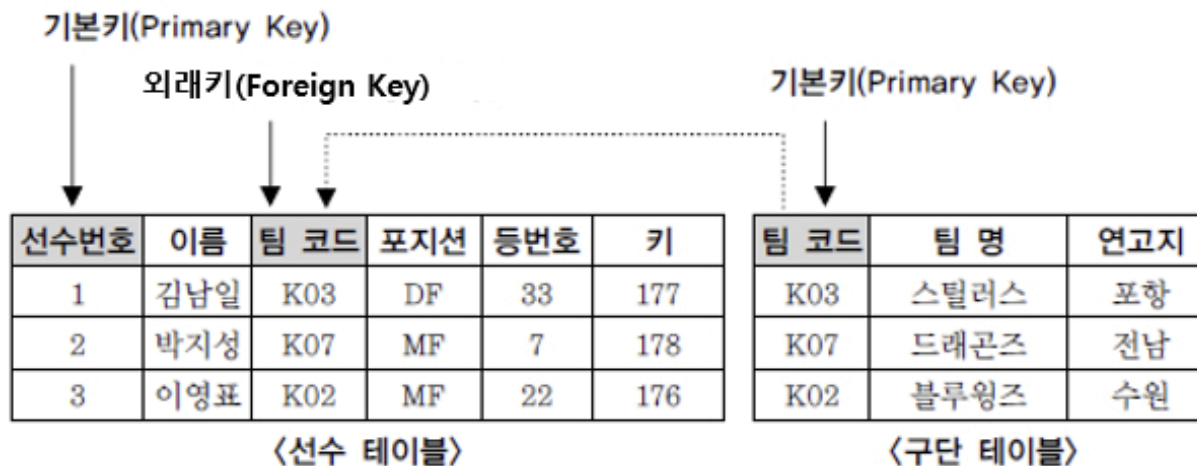 기본키(Primary Key)
외래키(Foreign Key)
기본키(Primary Key)
선수번호 이름 팀 코드 포지션 등번호 키
1 김남일 K03 DF 33 177
2 박지성 K07 MF 7 178
3 이영표 K02 MF 22 176
〈선수 테이블〉
팀 코드 팀 명 연고지
K03 스틸러스 포항
K07 드래곤즈 전남
K02 블루윙즈 수원
〈구단 테이블〉